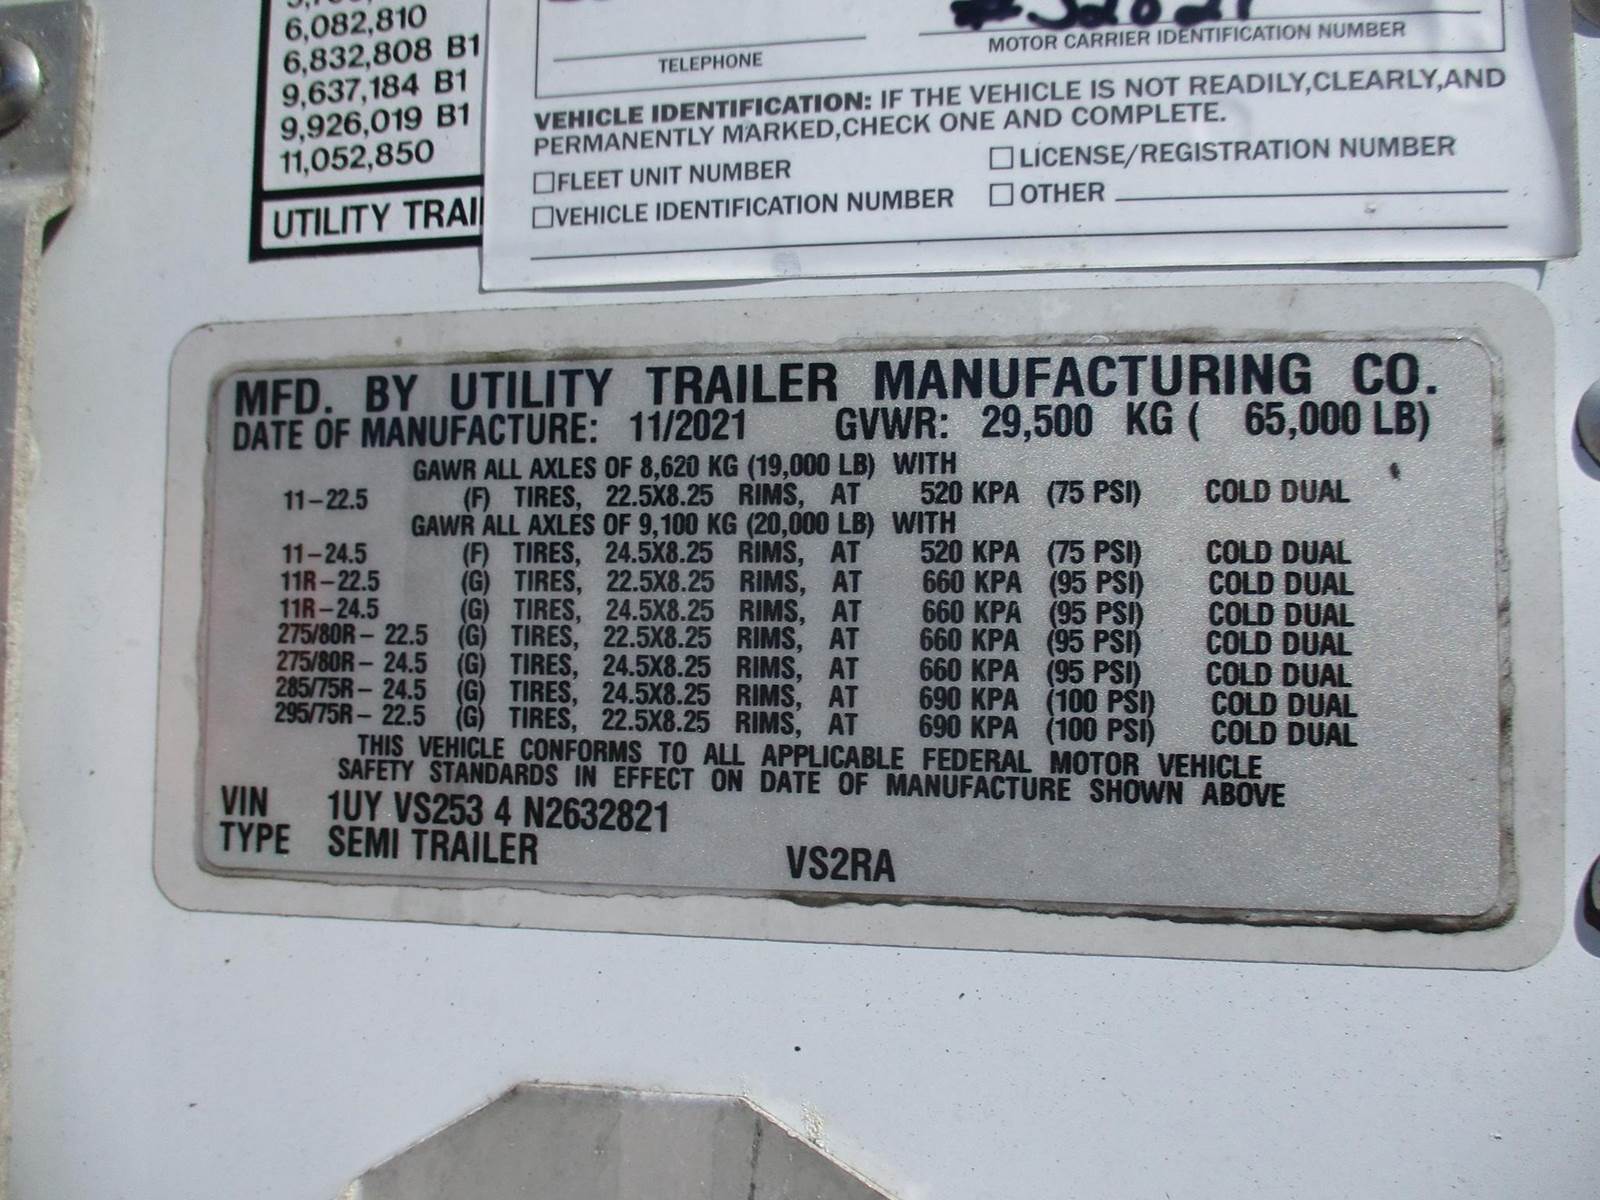 6,082,810
6,832,808 B1
9,637,184 B1
9,926,019 B1
11,052,850
UTILITY TRAI
TELEPHONE
MOTOR CARRIER IDENTIFICATION NUMBER
VEHICLE IDENTIFICATION: IF THE VEHICLE IS NOT READILY,CLEARLY,AND
PERMANENTLY MARKED,CHECK ONE AND COMPLETE.
FLEET UNIT NUMBER
LICENSE/REGISTRATION NUMBER
VEHICLE IDENTIFICATION NUMBER
OTHER
MFD. BY UTILITY TRAILER MANUFACTURING CO.
DATE OF MANUFACTURE: 11/2021 GVWR: 29,500 KG ( 65,000 LB)
GAWR ALL AXLES OF 8,620 KG (19,000 LB) WITH
11-22.5 (F) TIRES, 22.5X8.25 RIMS, AT 520 KPA (75 PSI) COLD DUAL
GAWR ALL AXLES OF 9,100 KG (20,000 LB) WITH
11-24.5 (F) TIRES, 24.5X8.25 RIMS, AT 520 KPA (75 PSI) COLD DUAL
11R-22.5 (G) TIRES, 22.5X8.25 RIMS, AT 660 KPA (95 PSI) COLD DUAL
11R-24.5 (G) TIRES, 24.5X8.25 RIMS, AT 660 KPA (95 PSI) COLD DUAL
275/80R- 22.5 (G) TIRES, 22.5X8.25 RIMS, AT 660 KPA (95 PSI) COLD DUAL
275/80R- 24.5 (G) TIRES, 24.5X8.25 RIMS, AT 660 KPA (95 PSI) COLD DUAL
285/75R- 24.5 (G) TIRES, 24.5X8.25 RIMS, AT 690 KPA (100 PSI) COLD DUAL
295/75R- 22.5 (G) TIRES, 22.5X8.25 RIMS, AT 690 KPA (100 PSI) COLD DUAL
THIS VEHICLE CONFORMS TO ALL APPLICABLE FEDERAL MOTOR VEHICLE
SAFETY STANDARDS IN EFFECT ON DATE OF MANUFACTURE SHOWN ABOVE
VIN 1UY VS253 4 N2632821
TYPE SEMI TRAILER VS2RA